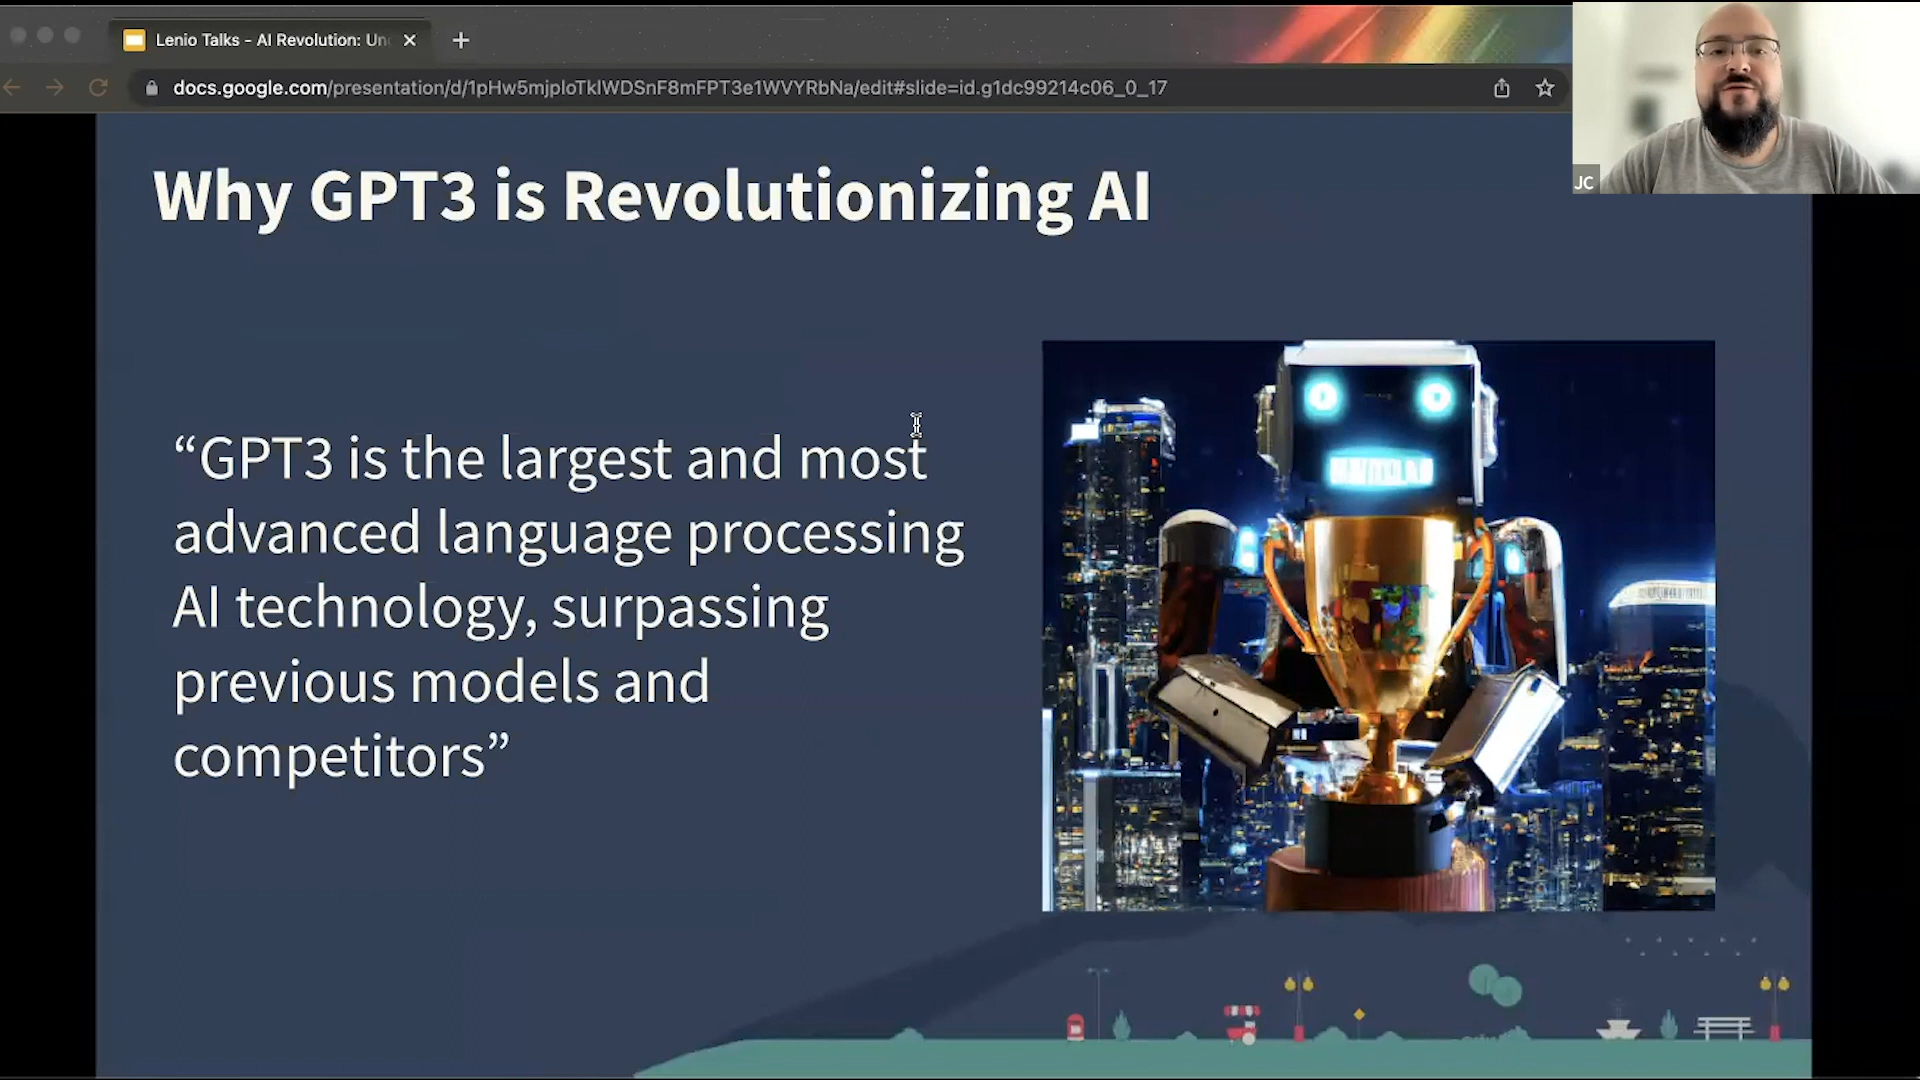 Lenio Talks - AI Revolution: Un
docs.google.com/presentation/d/1pHw5mjploTklWDSnF8mFPT3e1WVYRbNa/edit#slide=id.g1dc99214c06_0_17
JC
Why GPT3 is Revolutionizing AI
“GPT3 is the largest and most
advanced language processing
AI technology, surpassing
previous models and
competitors”